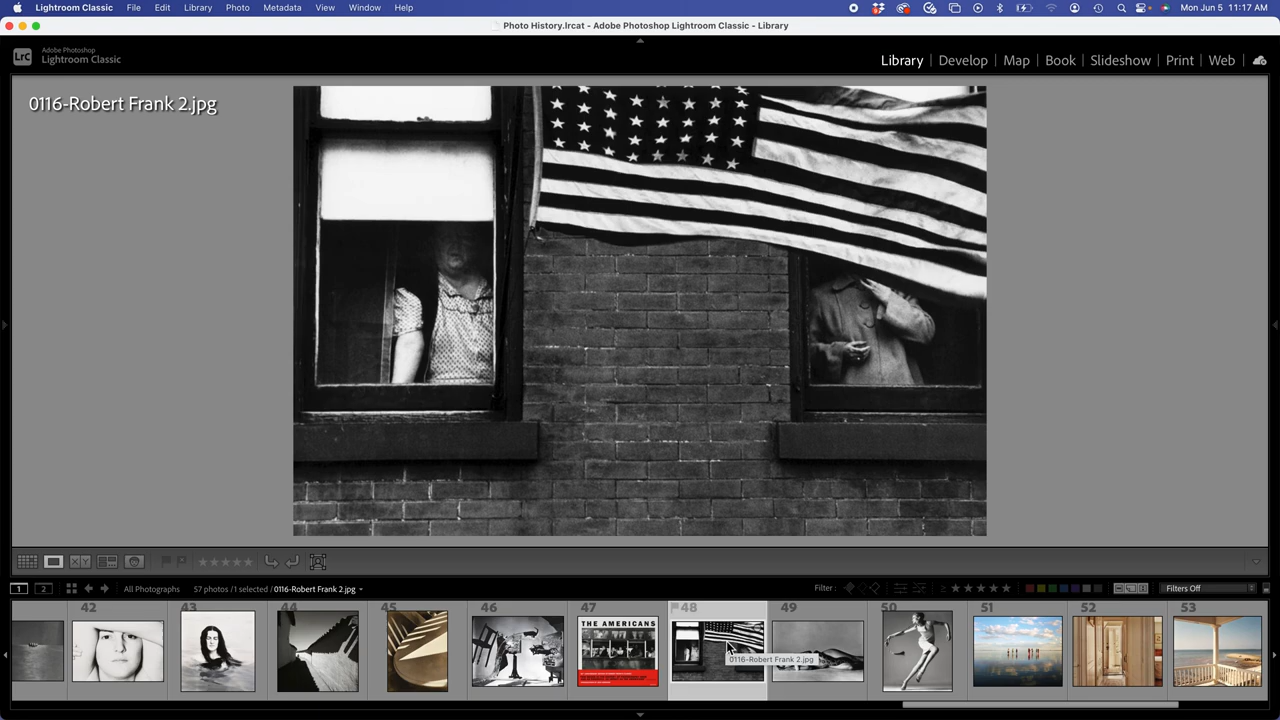 Lightroom Classic File Edit Library Photo Metadata View Window Help Mon Jun 5 11:17 AM
Photo History.lrcat - Adobe Photoshop Lightroom Classic - Library
LrC Adobe Photoshop
Lightroom Classic
Library | Develop | Map | Book | Slideshow | Print | Web
0116-Robert Frank 2.jpg
XY
1 2 All Photographs 57 photos / 1 selected / 0116-Robert Frank 2.jpg Filter : ≥ Filters Off
42 43 44 45 46 47 48 49 50 51 52 53
THE AMERICANS
0116-Robert Frank 2.jpg